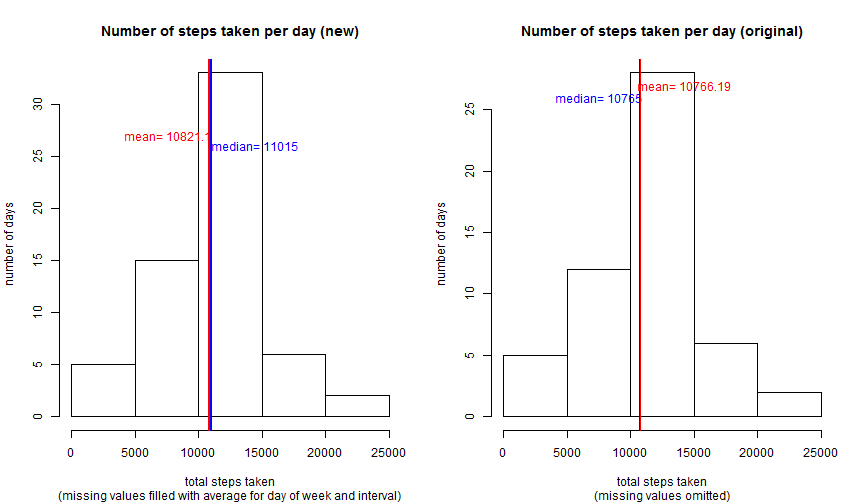 Number of steps taken per day (new)
number of days
0
5
10
15
20
25
30
mean= 10821.1
median= 11015
0 5000 10000 15000 20000 25000
total steps taken
(missing values filled with average for day of week and interval)
Number of steps taken per day (original)
number of days
0
5
10
15
20
25
mean= 10766.19
median= 10765
0 5000 10000 15000 20000 25000
total steps taken
(missing values omitted)